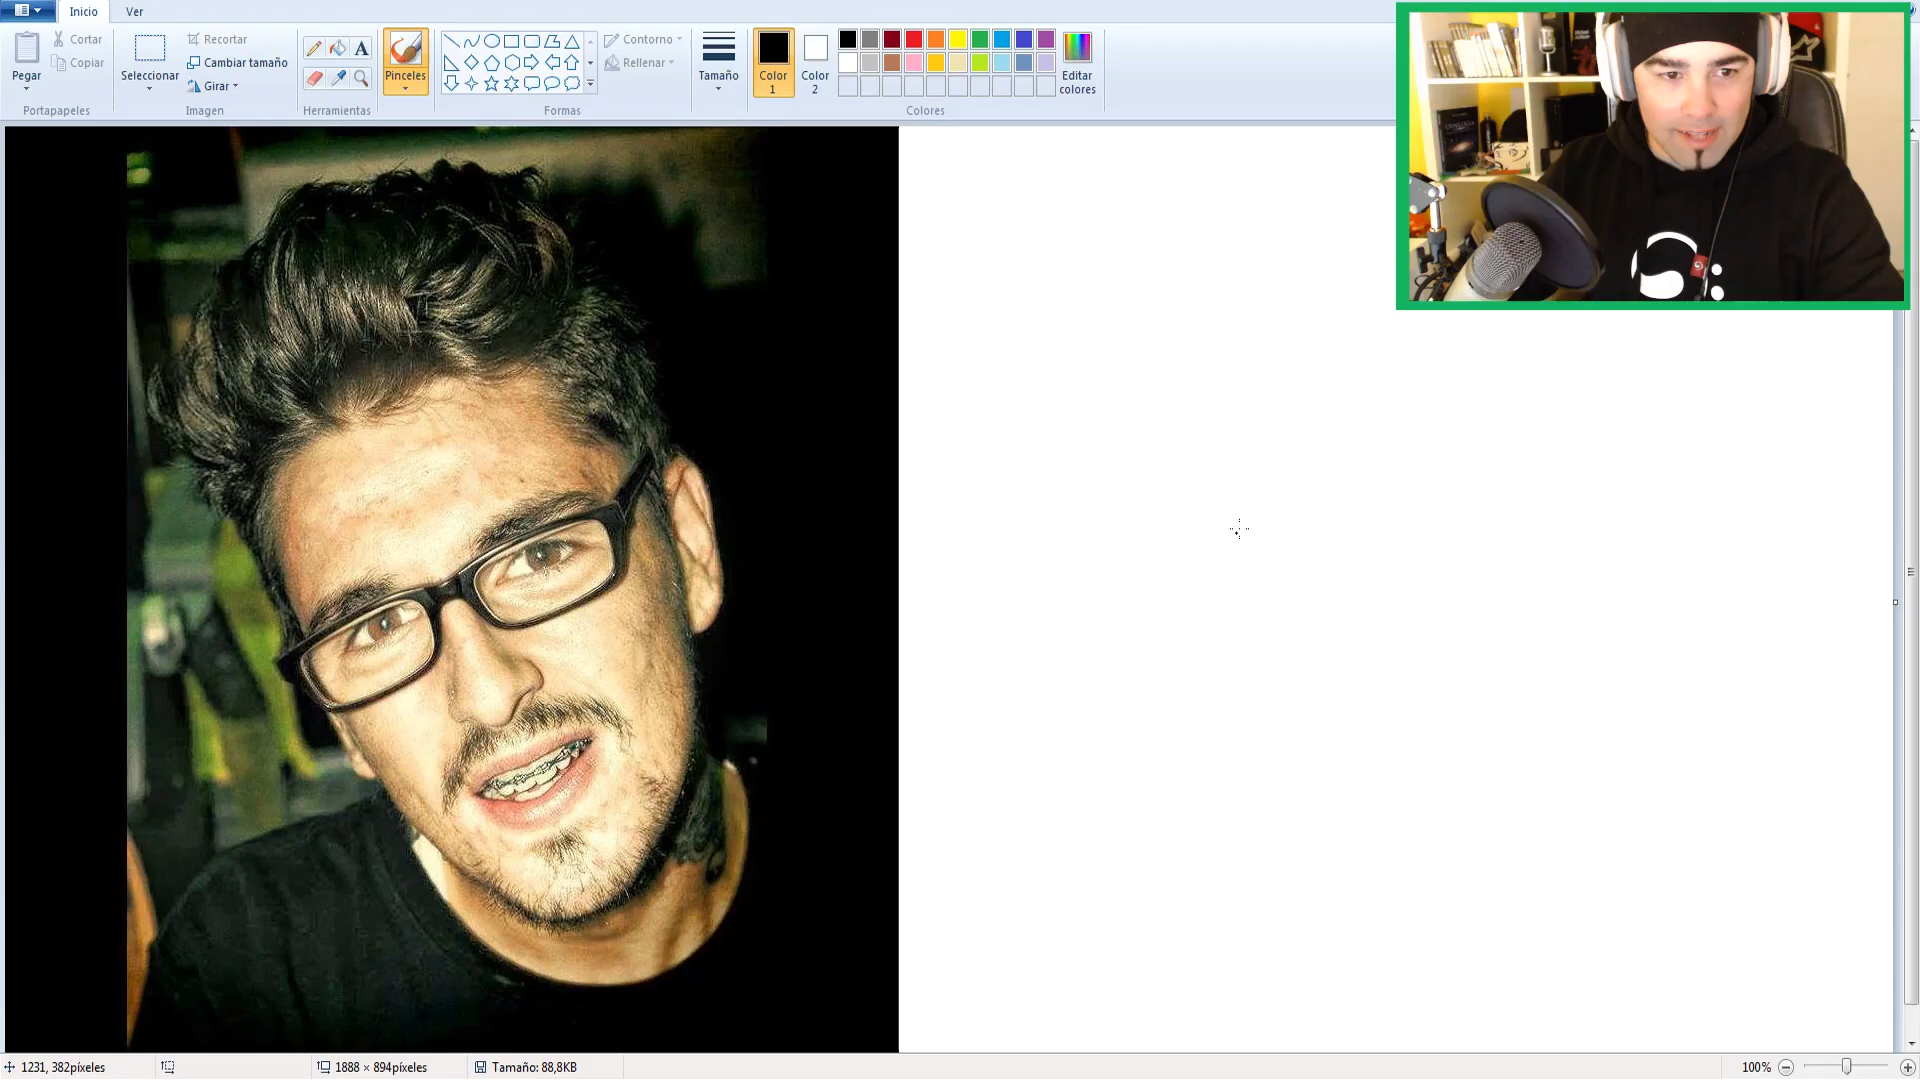 Inicio Ver
Pegar
Cortar
Copiar
Portapapeles
Seleccionar
Recortar
Cambiar tamaño
Girar
Imagen
A
Herramientas
Pinceles
Formas
Contorno
Rellenar
Tamaño
Color
1
Color
2
Editar
colores
Colores
1231, 382píxeles 1888 × 894píxeles Tamaño: 88,8KB 100%